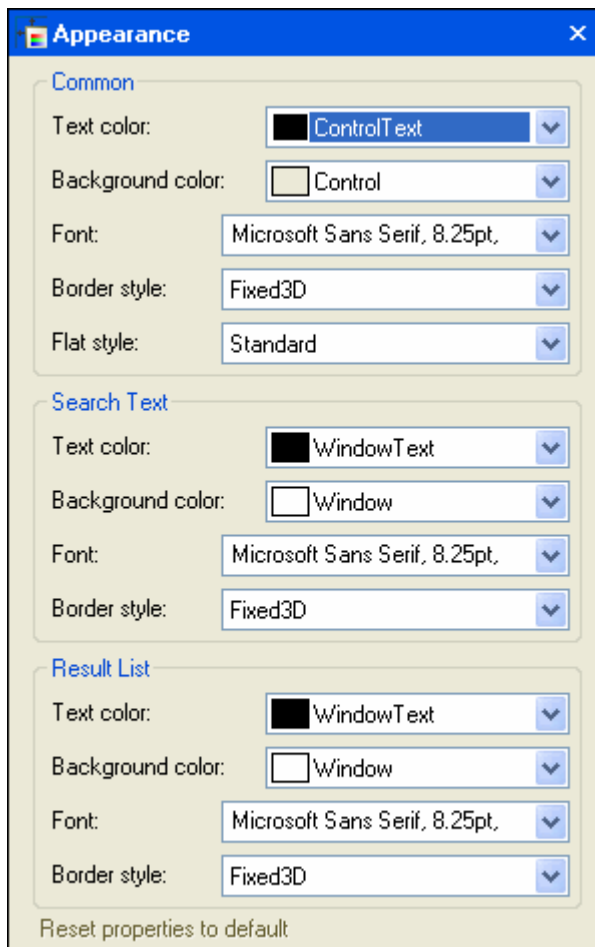 Appearance
Common
Text color: ControlText
Background color: Control
Font: Microsoft Sans Serif, 8.25pt,
Border style: Fixed3D
Flat style: Standard
Search Text
Text color: WindowText
Background color: Window
Font: Microsoft Sans Serif, 8.25pt,
Border style: Fixed3D
Result List
Text color: WindowText
Background color: Window
Font: Microsoft Sans Serif, 8.25pt,
Border style: Fixed3D
Reset properties to default